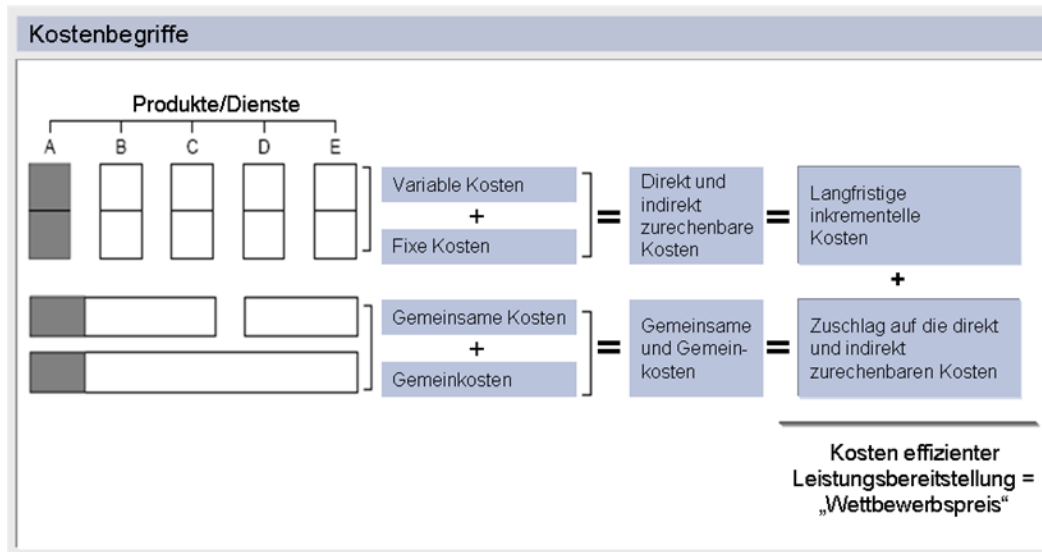 Kostenbegriffe
Produkte/Dienste
A B C D E
Variable Kosten
+
Fixe Kosten
=
Direkt und
indirekt
zurechenbare
Kosten
=
Langfristige
inkrementelle
Kosten
+
Gemeinsame Kosten
+
Gemeinkosten
=
Gemeinsame
und Gemein-
kosten
=
Zuschlag auf die direkt
und indirekt
zurechenbaren Kosten
Kosten effizienter
Leistungsbereitstellung =
„Wettbewerbspreis“